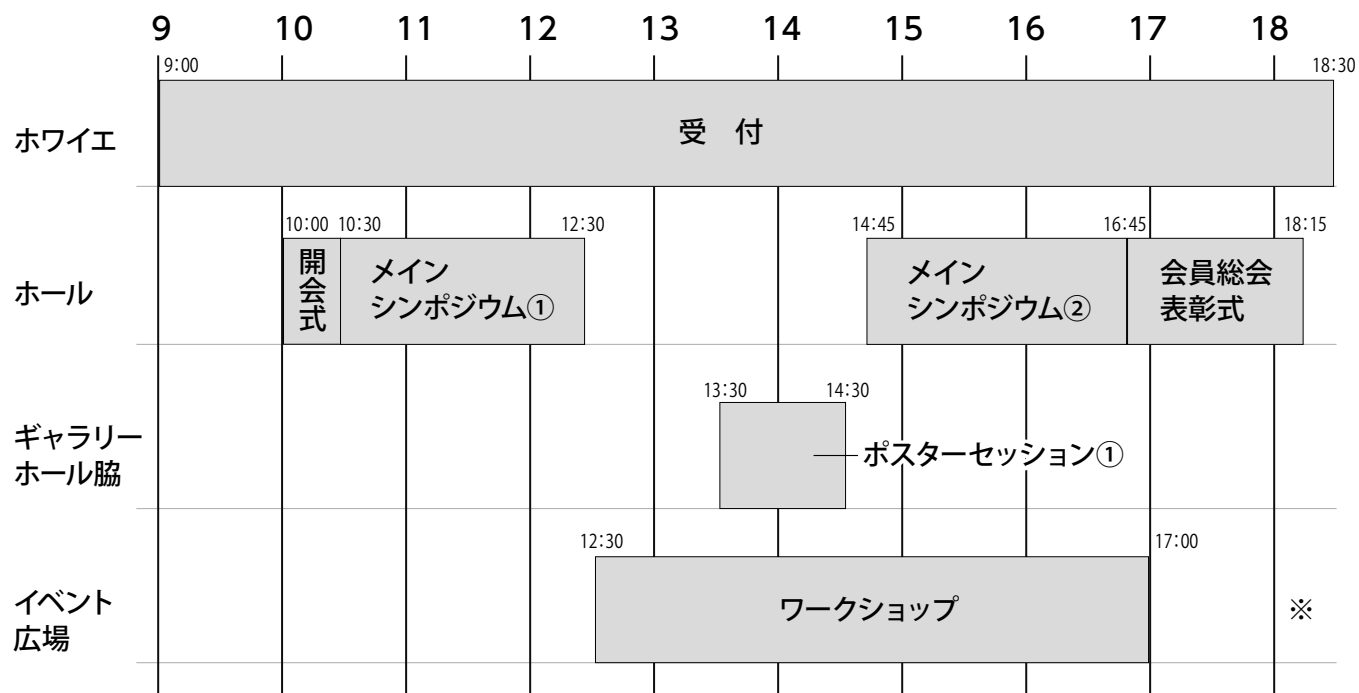 9 10 11 12 13 14 15 16 17 18
9:00 18:30
ホワイエ
受 付
10:00 10:30 12:30 14:45 16:45 18:15
ホール
開会式
メイン
シンポジウム①
メイン
シンポジウム②
会員総会
表彰式
13:30 14:30
ギャラリー
ホール脇
ポスターセッション①
12:30 17:00
イベント
広場
ワークショップ
※